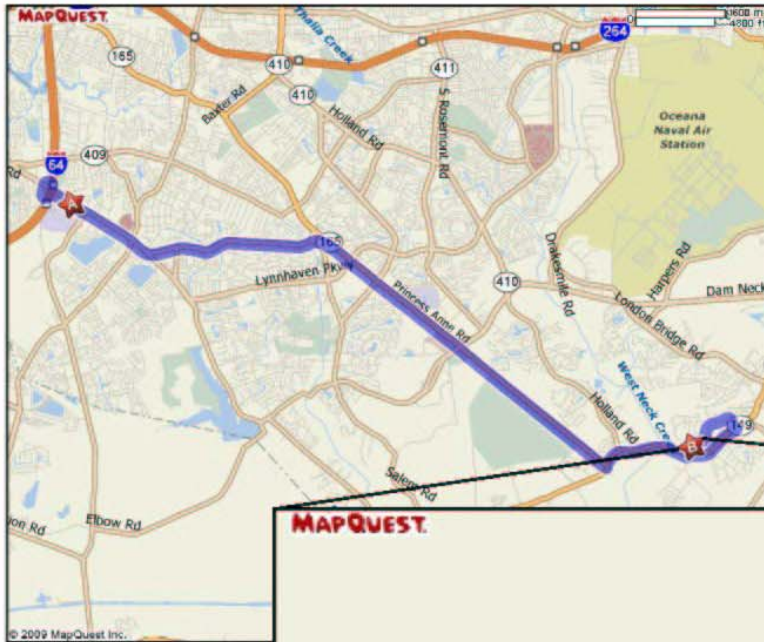 MAPQUEST.
Thalia Creek
264
165
410
411
410
Baxter Rd
Holland Rd
S Rosemont Rd
Oceana
Naval Air
Station
64
409
Rd
A
(165
Lynnhaven Pkwy
Princess Anne Rd
410
Drakesmile Rd
Harpers Rd
Dam Neck
London Bridge Rd
West Neck Cre
Holland Rd
B
(149
Salem Rd
Elbow Rd
ion Rd
MAPQUEST.
© 2009 MapQuest Inc.